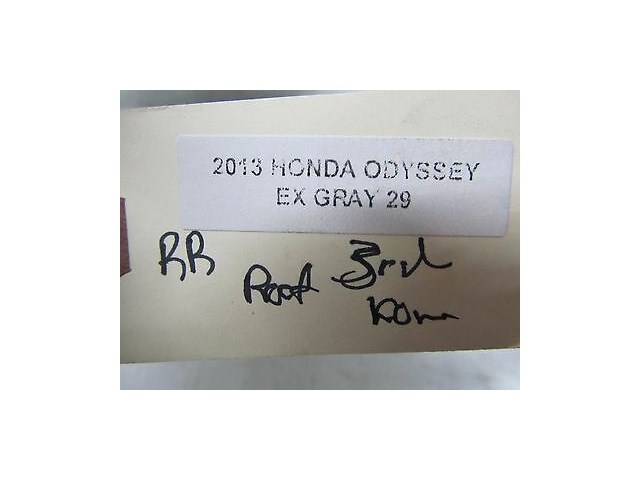 2013 HONDA ODYSSEY
EX GRAY 29
RR Roof 3rd
Row